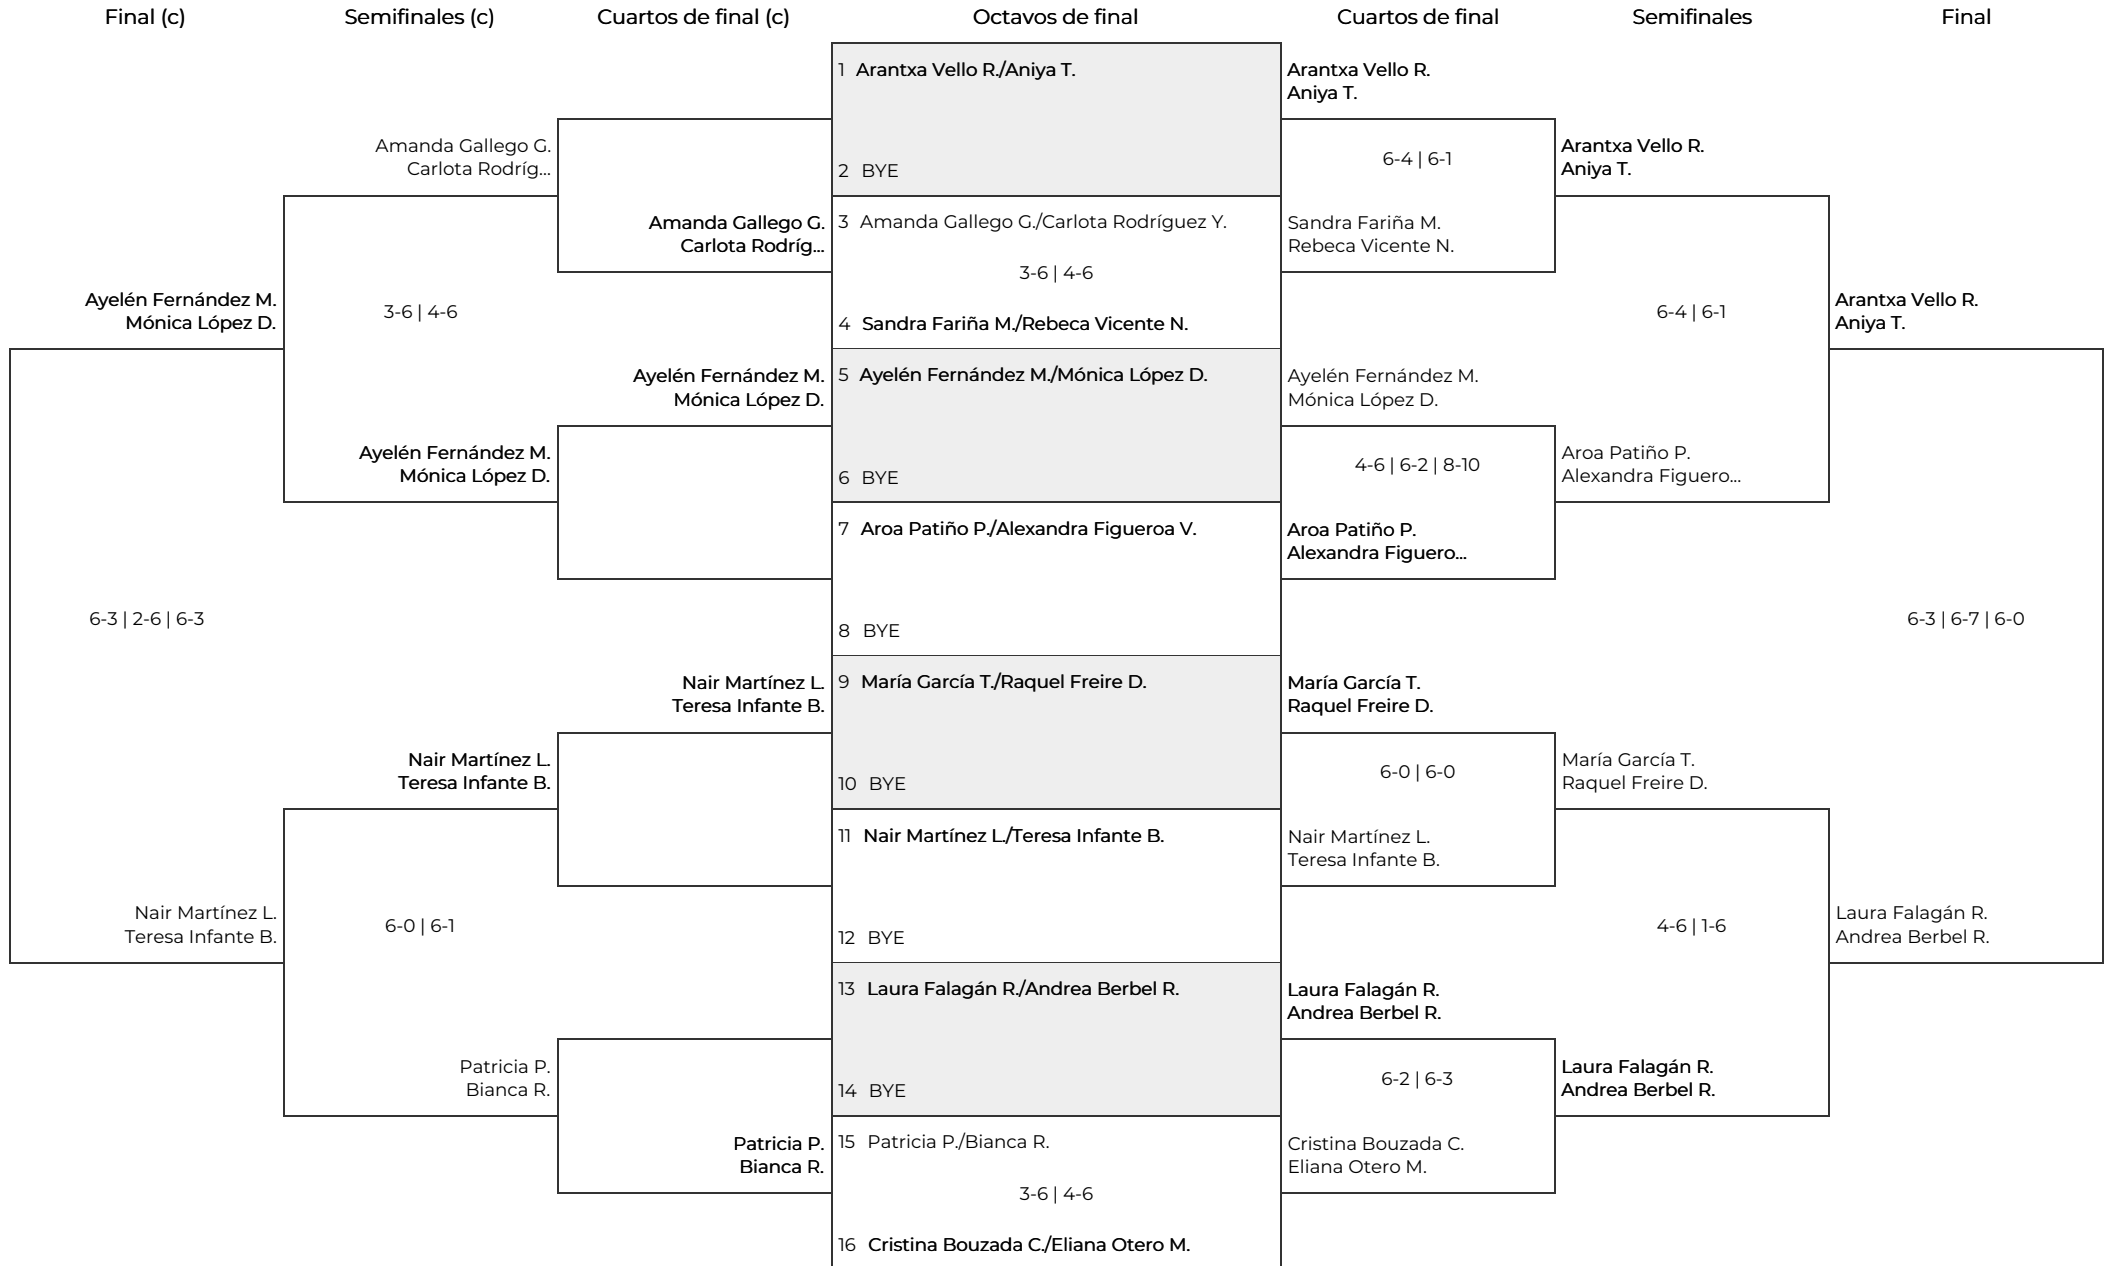 Final (c)
Semifinales (c)
Cuartos de final (c)
Octavos de final
Cuartos de final
Semifinales
Final
Ayelén Fernández M.
Mónica López D.
6-3 | 2-6 | 6-3
Nair Martínez L.
Teresa Infante B.
Amanda Gallego G.
Carlota Rodríg...
3-6 | 4-6
Ayelén Fernández M.
Mónica López D.
Nair Martínez L.
Teresa Infante B.
6-0 | 6-1
Patricia P.
Bianca R.
Amanda Gallego G.
Carlota Rodríg...
Ayelén Fernández M.
Mónica López D.
Nair Martínez L.
Teresa Infante B.
Patricia P.
Bianca R.
1 Arantxa Vello R./Aniya T.
2 BYE
3 Amanda Gallego G./Carlota Rodríguez Y.
3-6 | 4-6
4 Sandra Fariña M./Rebeca Vicente N.
5 Ayelén Fernández M./Mónica López D.
6 BYE
7 Aroa Patiño P./Alexandra Figueroa V.
8 BYE
9 María García T./Raquel Freire D.
10 BYE
11 Nair Martínez L./Teresa Infante B.
12 BYE
13 Laura Falagán R./Andrea Berbel R.
14 BYE
15 Patricia P./Bianca R.
3-6 | 4-6
16 Cristina Bouzada C./Eliana Otero M.
Arantxa Vello R.
Aniya T.
6-4 | 6-1
Sandra Fariña M.
Rebeca Vicente N.
Ayelén Fernández M.
Mónica López D.
4-6 | 6-2 | 8-10
Aroa Patiño P.
Alexandra Figuero...
María García T.
Raquel Freire D.
6-0 | 6-0
Nair Martínez L.
Teresa Infante B.
Laura Falagán R.
Andrea Berbel R.
6-2 | 6-3
Cristina Bouzada C.
Eliana Otero M.
Arantxa Vello R.
Aniya T.
6-4 | 6-1
Aroa Patiño P.
Alexandra Figuero...
María García T.
Raquel Freire D.
4-6 | 1-6
Laura Falagán R.
Andrea Berbel R.
Arantxa Vello R.
Aniya T.
6-3 | 6-7 | 6-0
Laura Falagán R.
Andrea Berbel R.